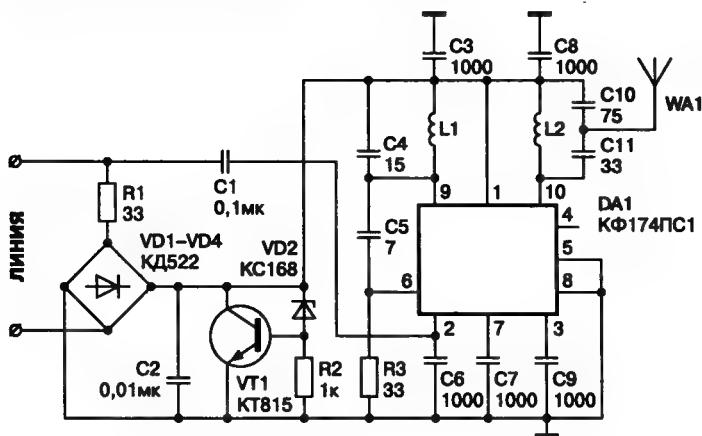 C3
1000
C8
1000
C10
75
WA1
L1
L2
C4
15
C11
33
C1
0,1мк
9
1
10
R1
33
DA1
КФ174ПС1
4
C5
7
5
ЛИНИЯ
VD1–VD4
КД522
VD2
КС168
6
8
2
7
3
C2
0,01мк
VT1
КТ815
R2
1к
R3
33
C6
1000
C7
1000
C9
1000